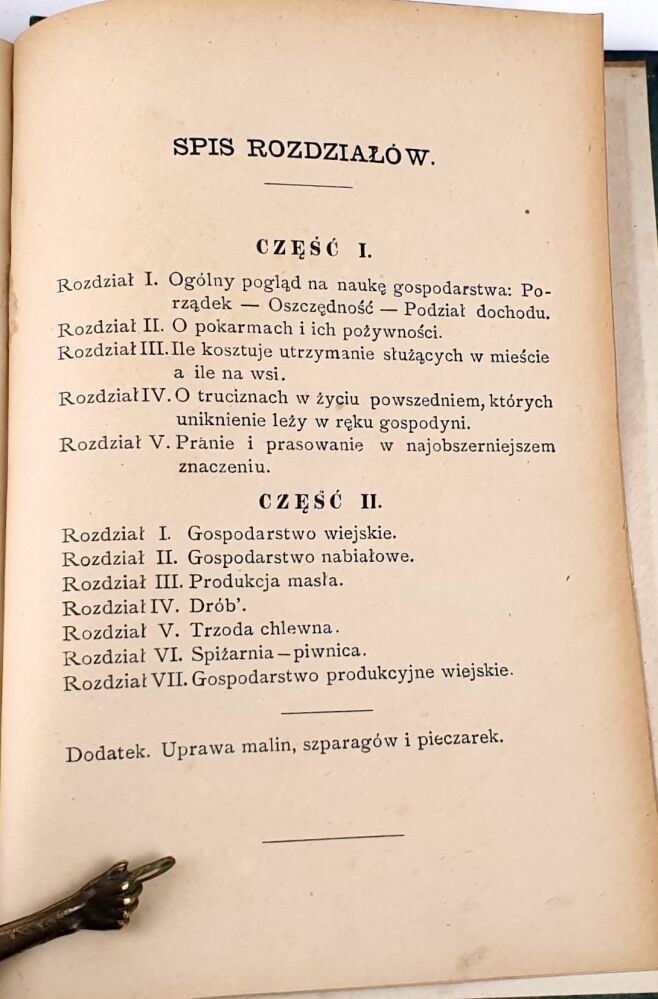 SPIS ROZDZIAŁÓW.
CZĘŚĆ I.
Rozdział I. Ogólny pogląd na naukę gospodarstwa: Po-
rządek — Oszczędność — Podział dochodu.
Rozdział II. O pokarmach i ich pożywności.
Rozdział III. Ile kosztuje utrzymanie służących w mieście
a ile na wsi.
Rozdział IV. O truciznach w życiu powszedniem, których
uniknienie leży w ręku gospodyni.
Rozdział V. Pranie i prasowanie w najobszerniejszem
znaczeniu.
CZĘŚĆ II.
Rozdział I. Gospodarstwo wiejskie.
Rozdział II. Gospodarstwo nabiałowe.
Rozdział III. Produkcja masła.
Rozdział IV. Drób'.
Rozdział V. Trzoda chlewna.
Rozdział VI. Spiżarnia — piwnica.
Rozdział VII. Gospodarstwo produkcyjne wiejskie.
Dodatek. Uprawa malin, szparagów i pieczarek.